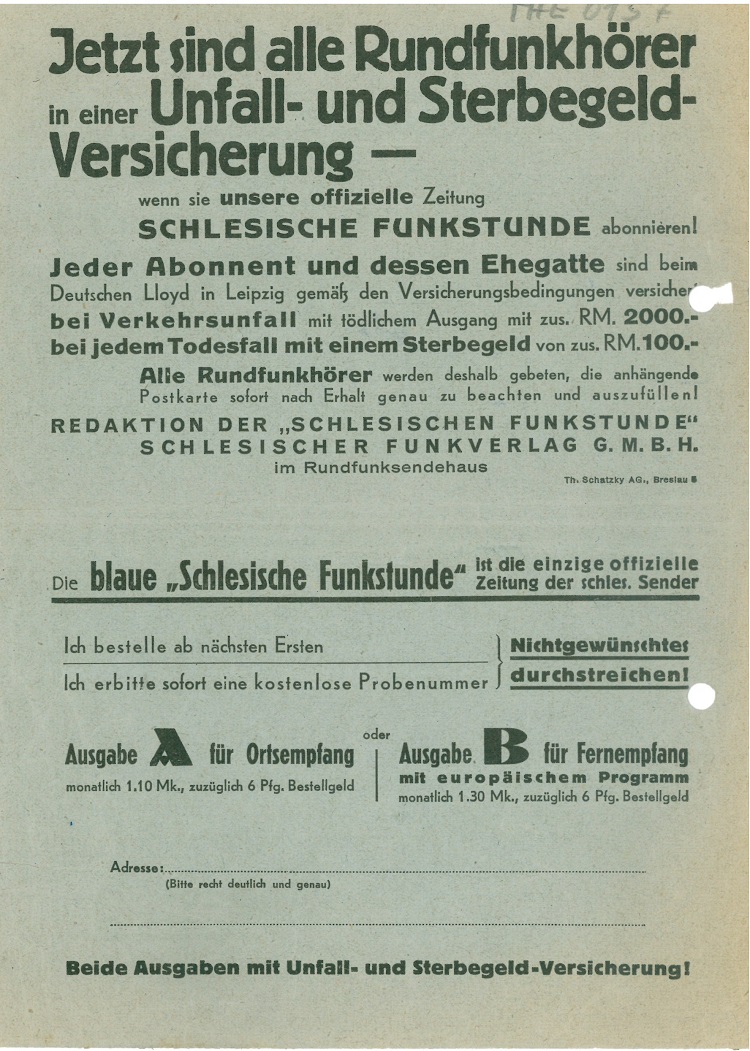 Jetzt sind alle Rundfunkhörer
in einer Unfall- und Sterbegeld-
Versicherung —
wenn sie unsere offizielle Zeitung
SCHLESISCHE FUNKSTUNDE abonnieren!
Jeder Abonnent und dessen Ehegatte sind beim
Deutschen Lloyd in Leipzig gemäß den Versicherungsbedingungen versicher
bei Verkehrsunfall mit tödlichem Ausgang mit zus. RM. 2000.-
bei jedem Todesfall mit einem Sterbegeld von zus. RM. 100.-
Alle Rundfunkhörer werden deshalb gebeten, die anhängende
Postkarte sofort nach Erhalt genau zu beachten und auszufüllen!
REDAKTION DER „SCHLESISCHEN FUNKSTUNDE“
SCHLESISCHER FUNKVERLAG G. M. B. H.
im Rundfunksendehaus
Th. Schatzky AG., Breslau 5
Die blaue „Schlesische Funkstunde“ ist die einzige offizielle
Zeitung der schles. Sender
Ich bestelle ab nächsten Ersten
Ich erbitte sofort eine kostenlose Probenummer
Nichtgewünschtes
durchstreichen!
Ausgabe A für Ortsempfang
monatlich 1.10 Mk., zuzüglich 6 Pfg. Bestellgeld
oder
Ausgabe B für Fernempfang
mit europäischem Programm
monatlich 1.30 Mk., zuzüglich 6 Pfg. Bestellgeld
Adresse:
(Bitte recht deutlich und genau)
Beide Ausgaben mit Unfall- und Sterbegeld-Versicherung!